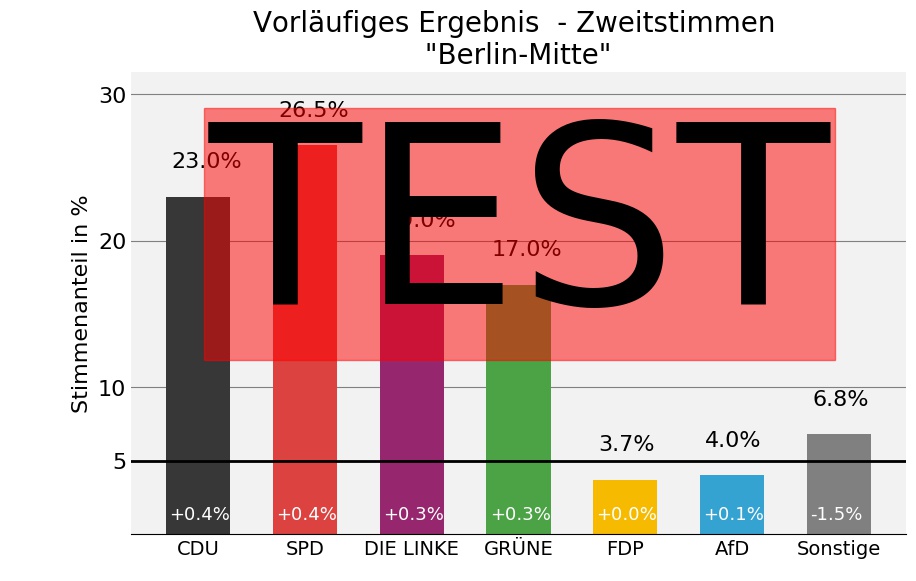 Vorläufiges Ergebnis - Zweitstimmen
"Berlin-Mitte"
Stimmenanteil in %
30
20
10
5
TEST
23.0%
26.5%
17.0%
3.7%
4.0%
6.8%
+0.4%
+0.4%
+0.3%
+0.3%
+0.0%
+0.1%
-1.5%
CDU
SPD
DIE LINKE
GRÜNE
FDP
AfD
Sonstige